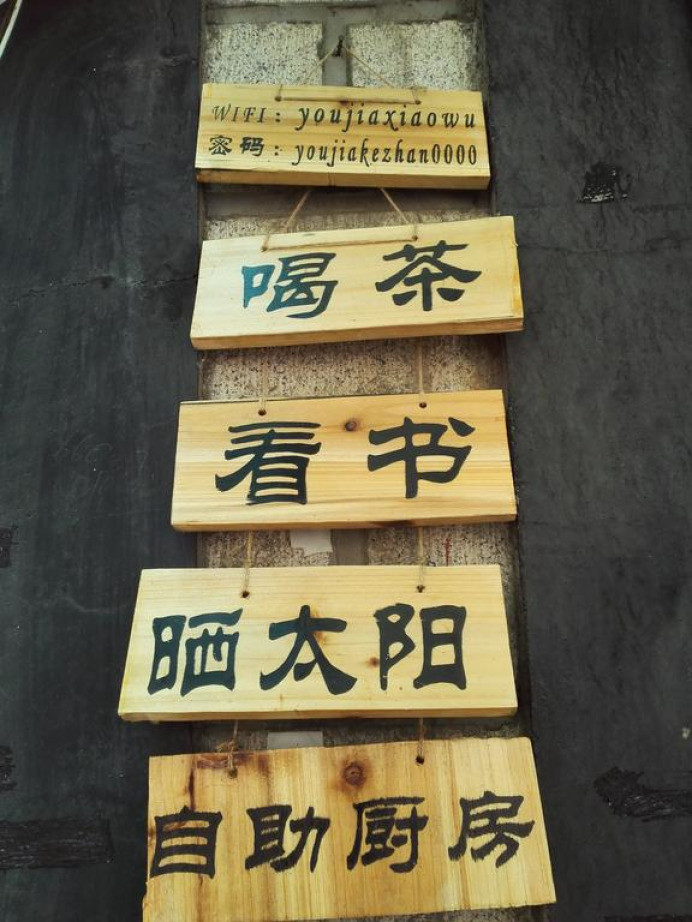 WIFI：youjiaxiaowu
密码：youjiakezhan0000
喝茶
看书
晒太阳
自助厨房